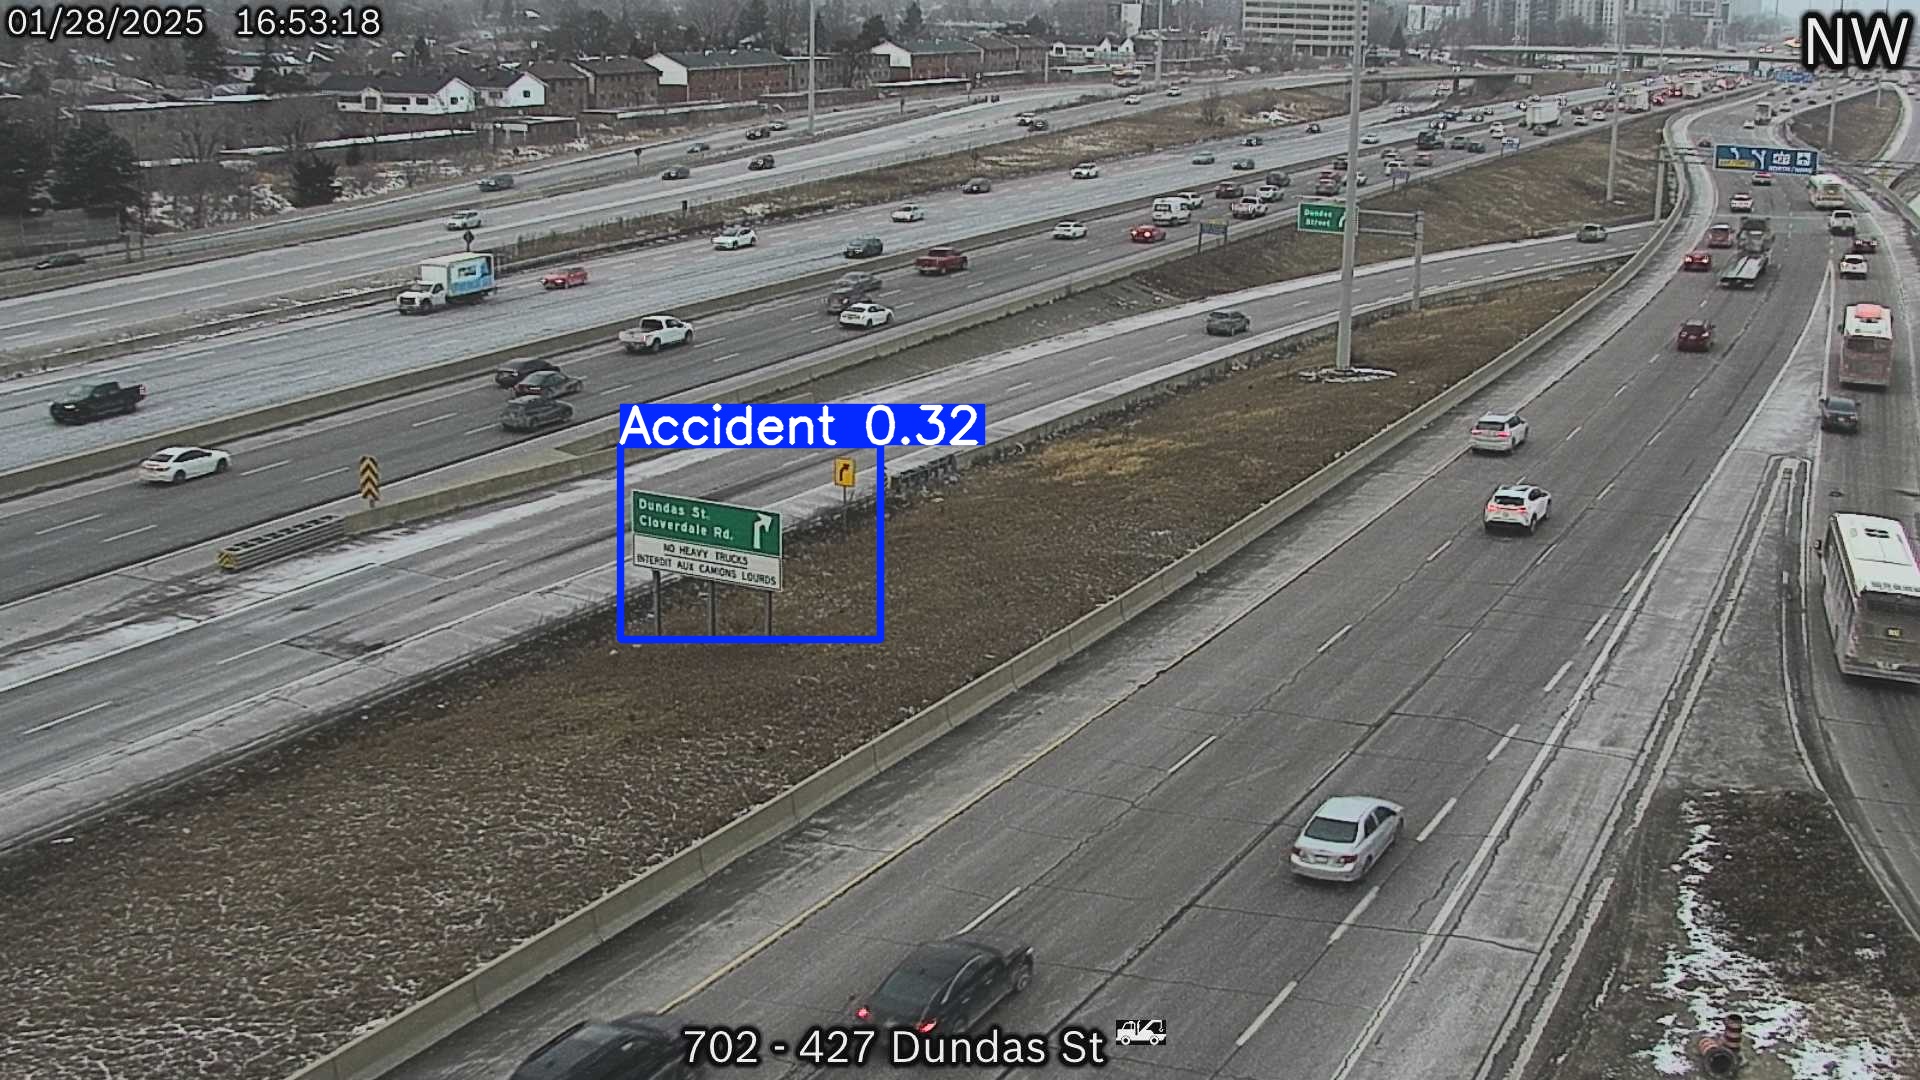 01/28/2025 16:53:18
NW
Dundas
Street
Accident 0.32
Dundas St.
Cloverdale Rd.
NO HEAVY TRUCKS
INTERDIT AUX CAMIONS LOURDS
702 - 427 Dundas St